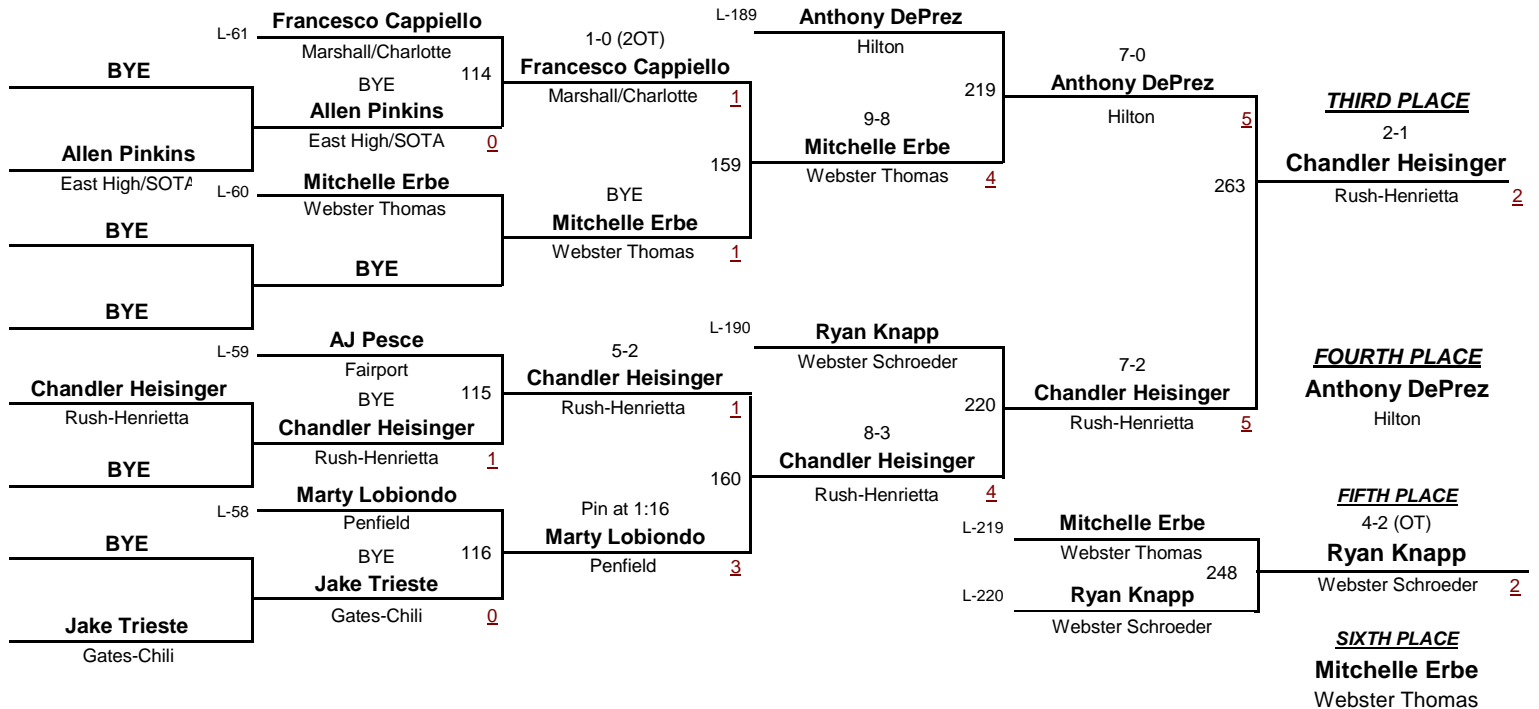 Francesco Cappiello
L-61
Marshall/Charlotte
BYE
BYE
114
Allen Pinkins
East High/SOTA
0
Allen Pinkins
East High/SOTA
1-0 (2OT)
Francesco Cappiello
Marshall/Charlotte
1
L-60
Mitchelle Erbe
Webster Thomas
BYE
BYE
BYE
BYE
Mitchelle Erbe
Webster Thomas
1
159
L-189
Anthony DePrez
Hilton
9-8
Mitchelle Erbe
Webster Thomas
4
219
7-0
Anthony DePrez
Hilton
5
L-59
AJ Pesce
Fairport
Chandler Heisinger
Rush-Henrietta
BYE
BYE
115
Chandler Heisinger
Rush-Henrietta
1
5-2
Chandler Heisinger
Rush-Henrietta
1
L-58
Marty Lobiondo
Penfield
BYE
BYE
116
Jake Trieste
Gates-Chili
0
Jake Trieste
Gates-Chili
Pin at 1:16
Marty Lobiondo
Penfield
3
160
L-190
Ryan Knapp
Webster Schroeder
8-3
Chandler Heisinger
Rush-Henrietta
4
220
7-2
Chandler Heisinger
Rush-Henrietta
5
263
THIRD PLACE
2-1
Chandler Heisinger
Rush-Henrietta
2
FOURTH PLACE
Anthony DePrez
Hilton
L-219
Mitchelle Erbe
Webster Thomas
248
L-220
Ryan Knapp
Webster Schroeder
FIFTH PLACE
4-2 (OT)
Ryan Knapp
Webster Schroeder
2
SIXTH PLACE
Mitchelle Erbe
Webster Thomas